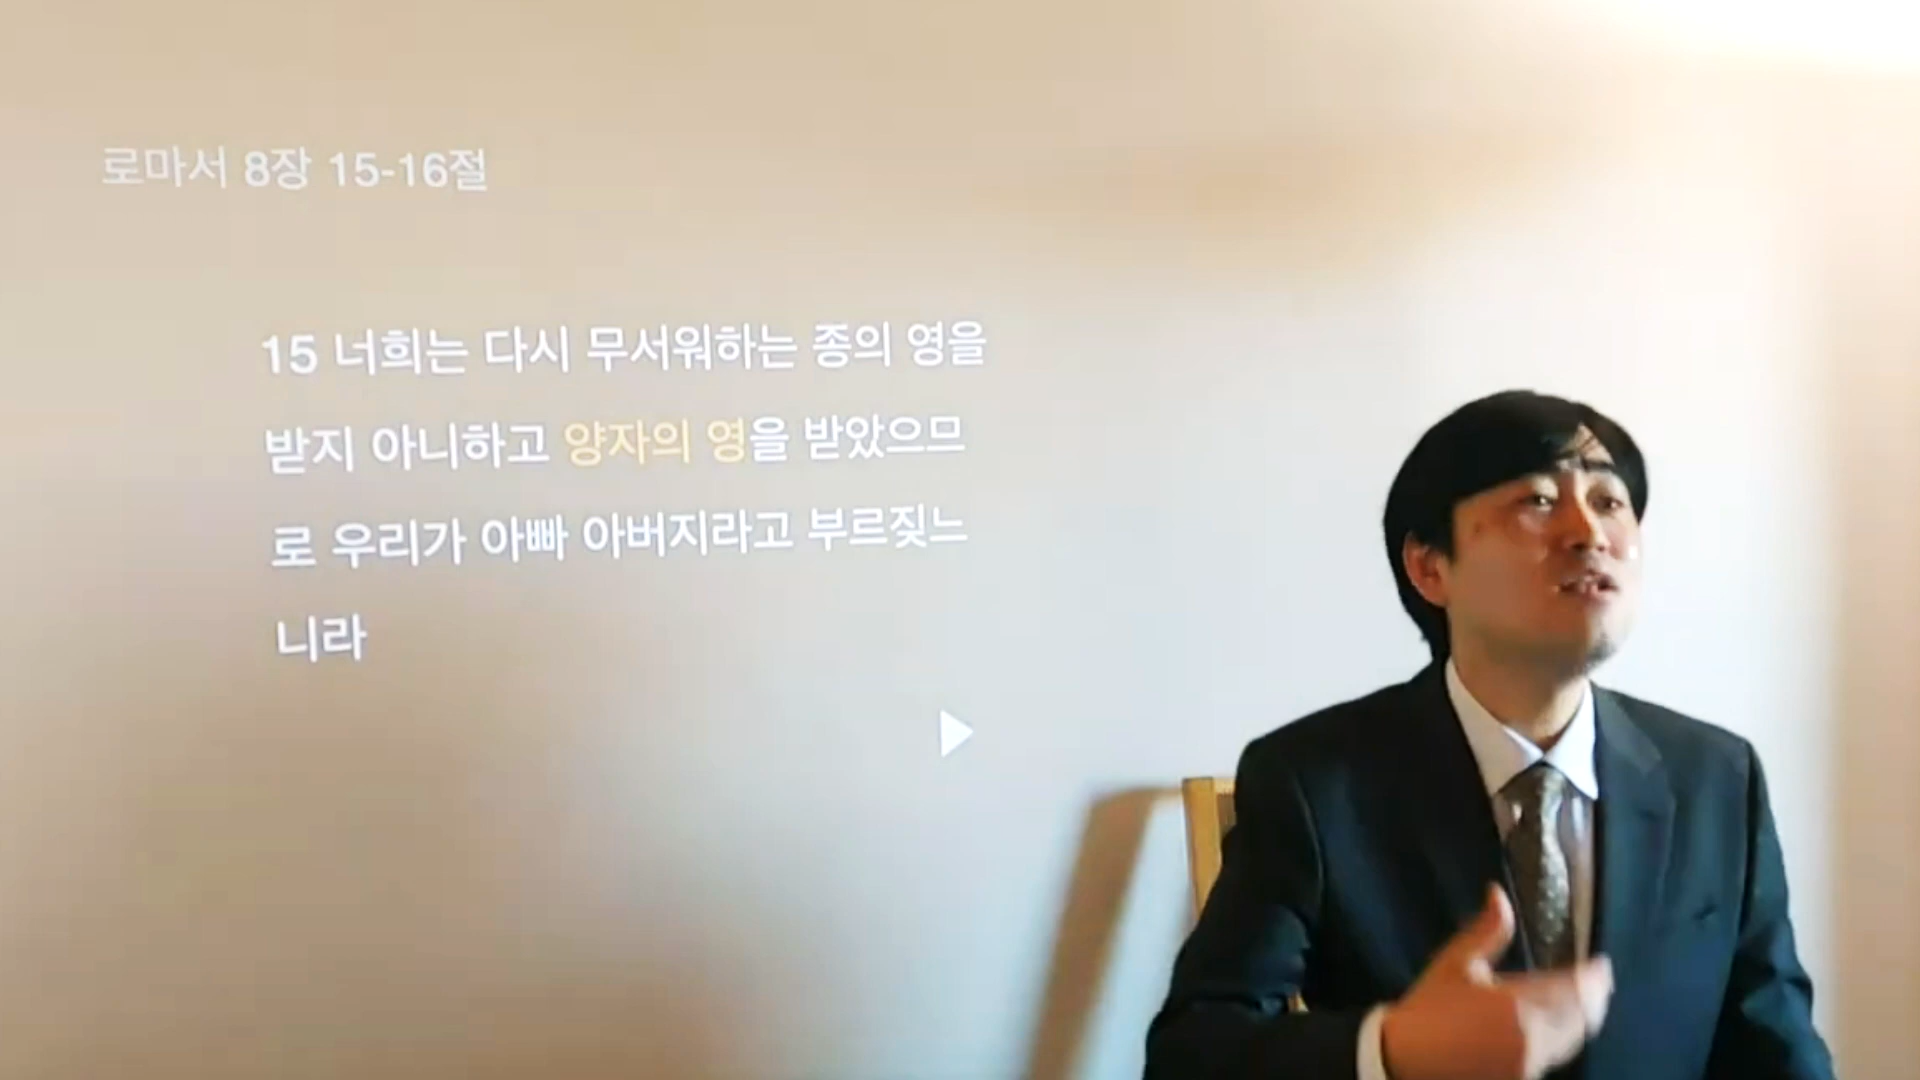 로마서 8장 15-16절
15 너희는 다시 무서워하는 종의 영을
받지 아니하고 양자의 영을 받았으므
로 우리가 아빠 아버지라고 부르짖느
니라